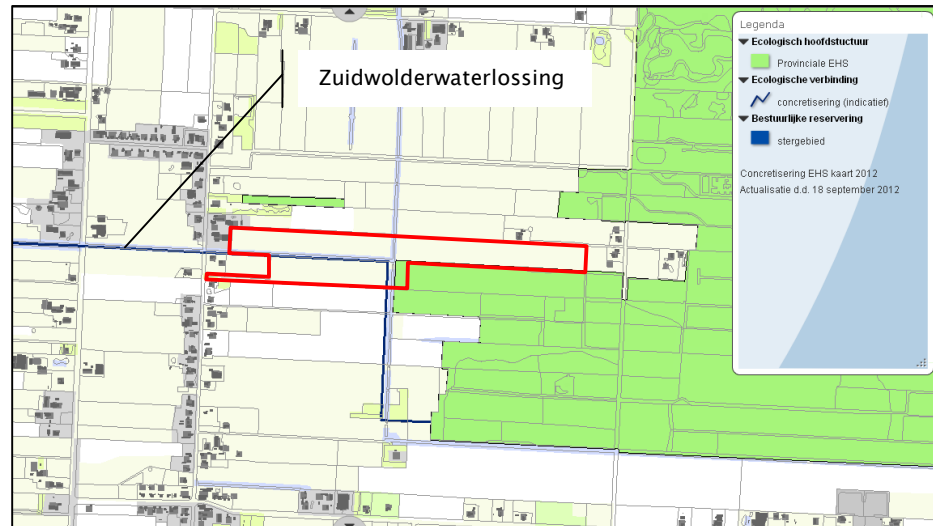 Zuidwolderwaterlossing
Legenda
Ecologisch hoofdstuctuur
Provinciale EHS
Ecologische verbinding
concretisering (indicatief)
Bestuurlijke reservering
stergebied
Concretisering EHS kaart 2012
Actualisatie d.d. 18 september 2012